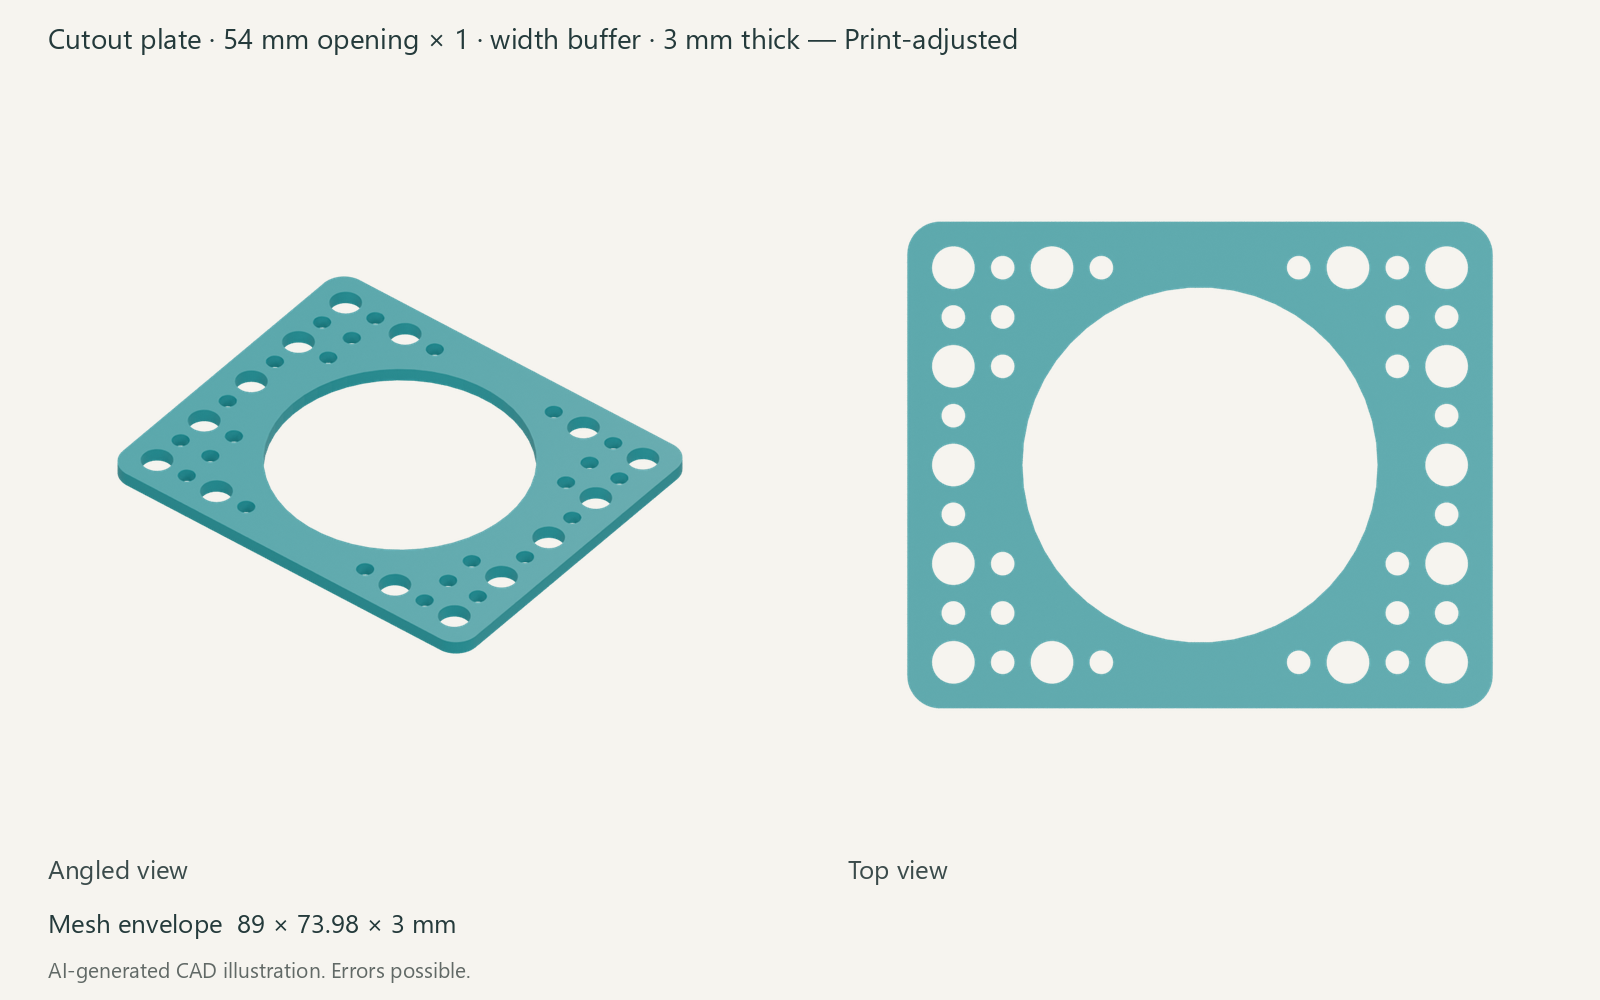 Cutout plate · 54 mm opening × 1 · width buffer · 3 mm thick — Print-adjusted
Angled view
Top view
Mesh envelope 89 × 73.98 × 3 mm
AI-generated CAD illustration. Errors possible.